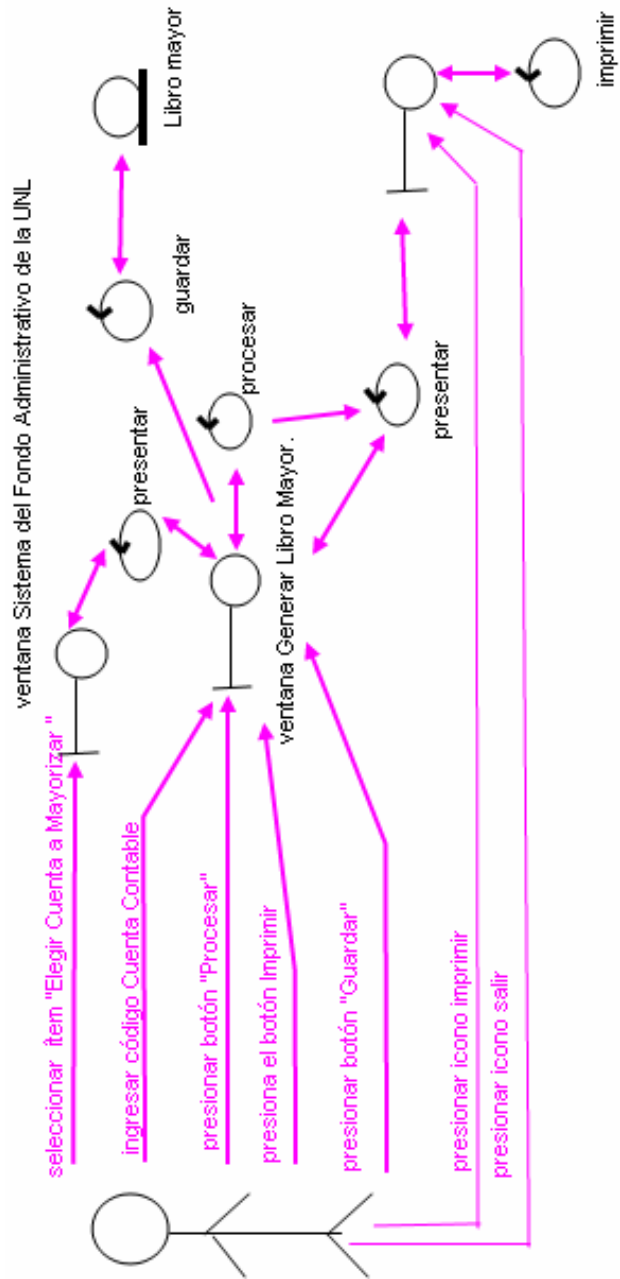 ventana Sistema del Fondo Administrativo de la UNL
seleccionar ítem "Elegir Cuenta a Mayorizar "
presentar
guardar
Libro mayor
ingresar código Cuenta Contable
procesar
presionar botón "Procesar"
ventana Generar Libro Mayor.
presiona el botón Imprimir
presionar botón "Guardar"
presentar
presionar icono imprimir
presionar icono salir
imprimir